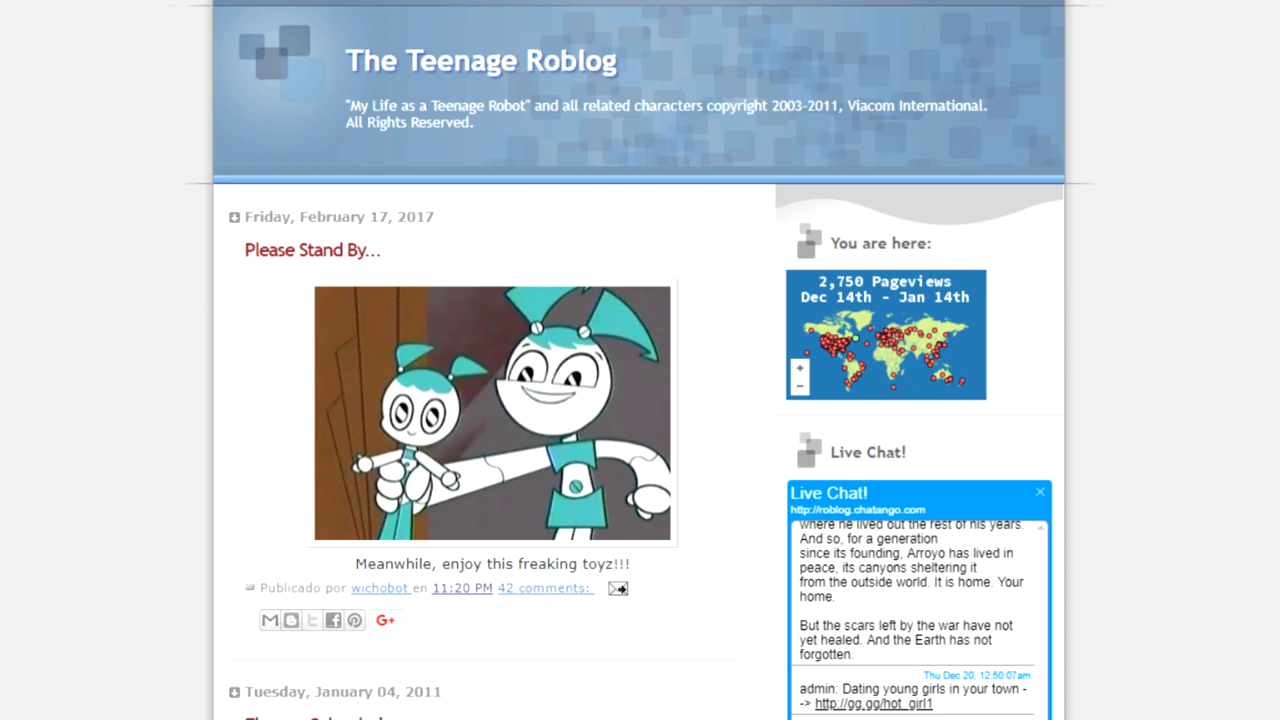 The Teenage Roblog
"My Life as a Teenage Robot" and all related characters copyright 2003-2011, Viacom International.
All Rights Reserved.
Friday, February 17, 2017
Please Stand By...
Meanwhile, enjoy this freaking toyz!!!
Publicado por wichobot en 11:20 PM 42 comments:
G+
Tuesday, January 04, 2011
You are here:
2,750 Pageviews
Dec 14th - Jan 14th
+
−
Live Chat!
Live Chat!
http://roblog.chatango.com
where he lived out the rest of his years.
And so, for a generation
since its founding, Arroyo has lived in
peace, its canyons sheltering it
from the outside world. It is home. Your
home.
But the scars left by the war have not
yet healed. And the Earth has not
forgotten.
Thu Dec 20, 12:50:07am
admin: Dating young girls in your town -
-> http://gg.gg/hot_girl1